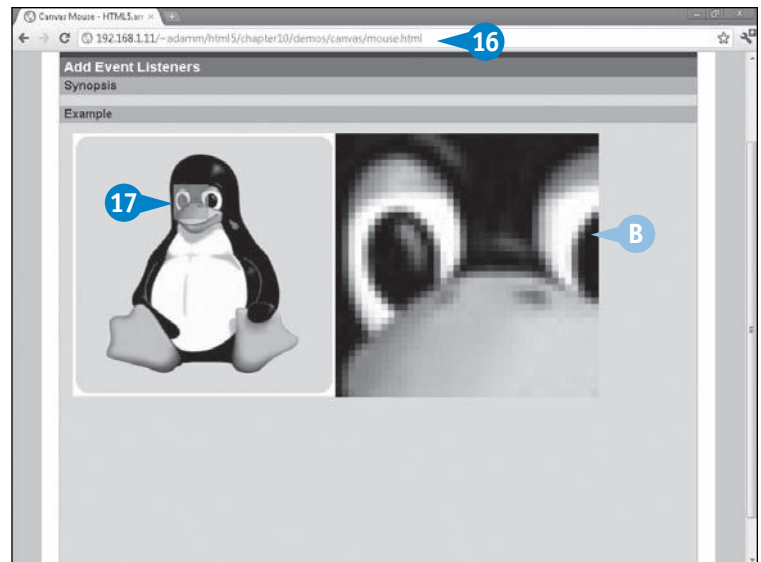 Canvas Mouse - HTML5.am
192.168.1.11/~adamm/html5/chapter10/demos/canvas/mouse.html
16
Add Event Listeners
Synopsis
Example
17
B